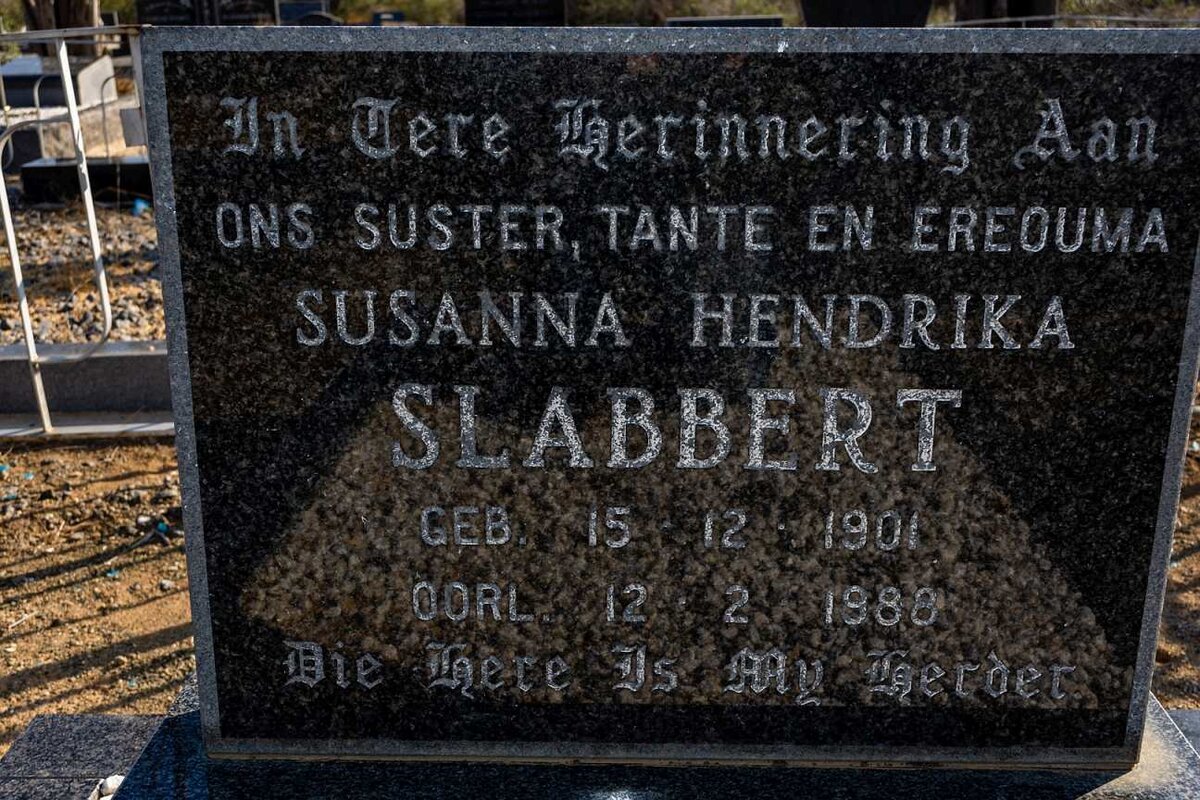 In Tere Herinnering Aan
ONS SUSTER, TANTE EN EREOUMA
SUSANNA HENDRIKA
SLABBERT
GEB. 15 · 12 · 1901
OORL. 12 · 2 · 1988
Die Here Is My Herder